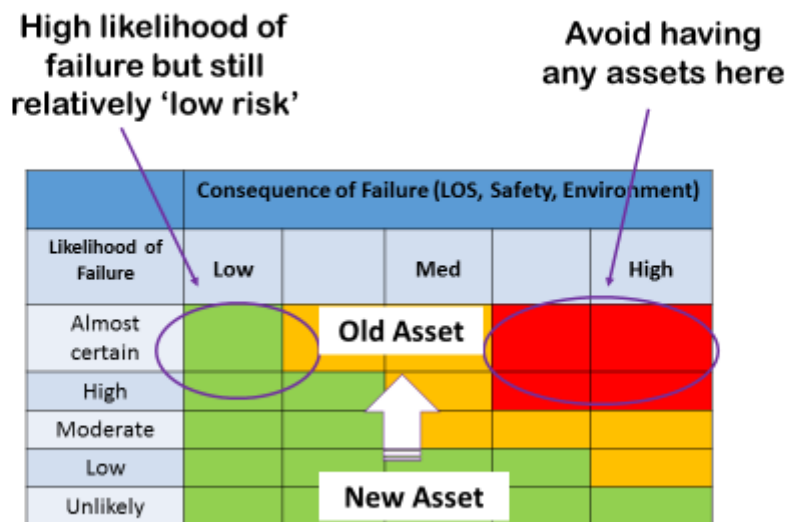 High likelihood of
failure but still
relatively ‘low risk’
Avoid having
any assets here
Consequence of Failure (LOS, Safety, Environment)
Likelihood of
Failure
Low
Med
High
Almost
certain
Old Asset
High
Moderate
Low
Unlikely
New Asset